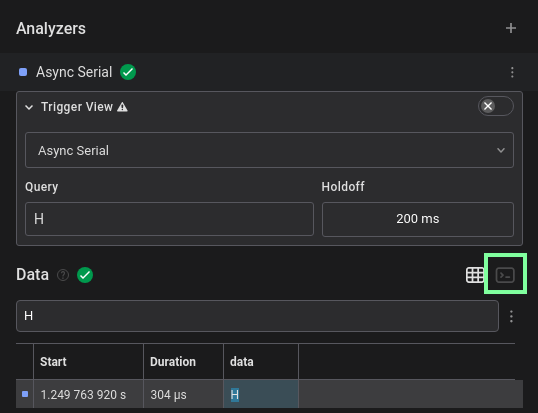 Analyzers
Async Serial
Trigger View
Async Serial
Query Holdoff
H 200 ms
Data
H
Start Duration data
1.249 763 920 s 304 μs H